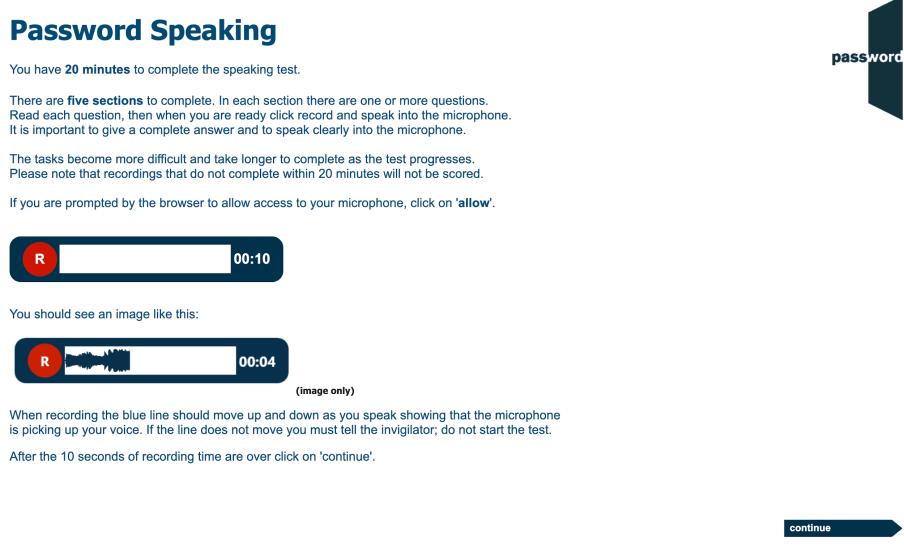 Password Speaking
password
You have 20 minutes to complete the speaking test.
There are five sections to complete. In each section there are one or more questions.
Read each question, then when you are ready click record and speak into the microphone.
It is important to give a complete answer and to speak clearly into the microphone.
The tasks become more difficult and take longer to complete as the test progresses.
Please note that recordings that do not complete within 20 minutes will not be scored.
If you are prompted by the browser to allow access to your microphone, click on 'allow'.
R 00:10
You should see an image like this:
R 00:04
(image only)
When recording the blue line should move up and down as you speak showing that the microphone
is picking up your voice. If the line does not move you must tell the invigilator; do not start the test.
After the 10 seconds of recording time are over click on 'continue'.
continue